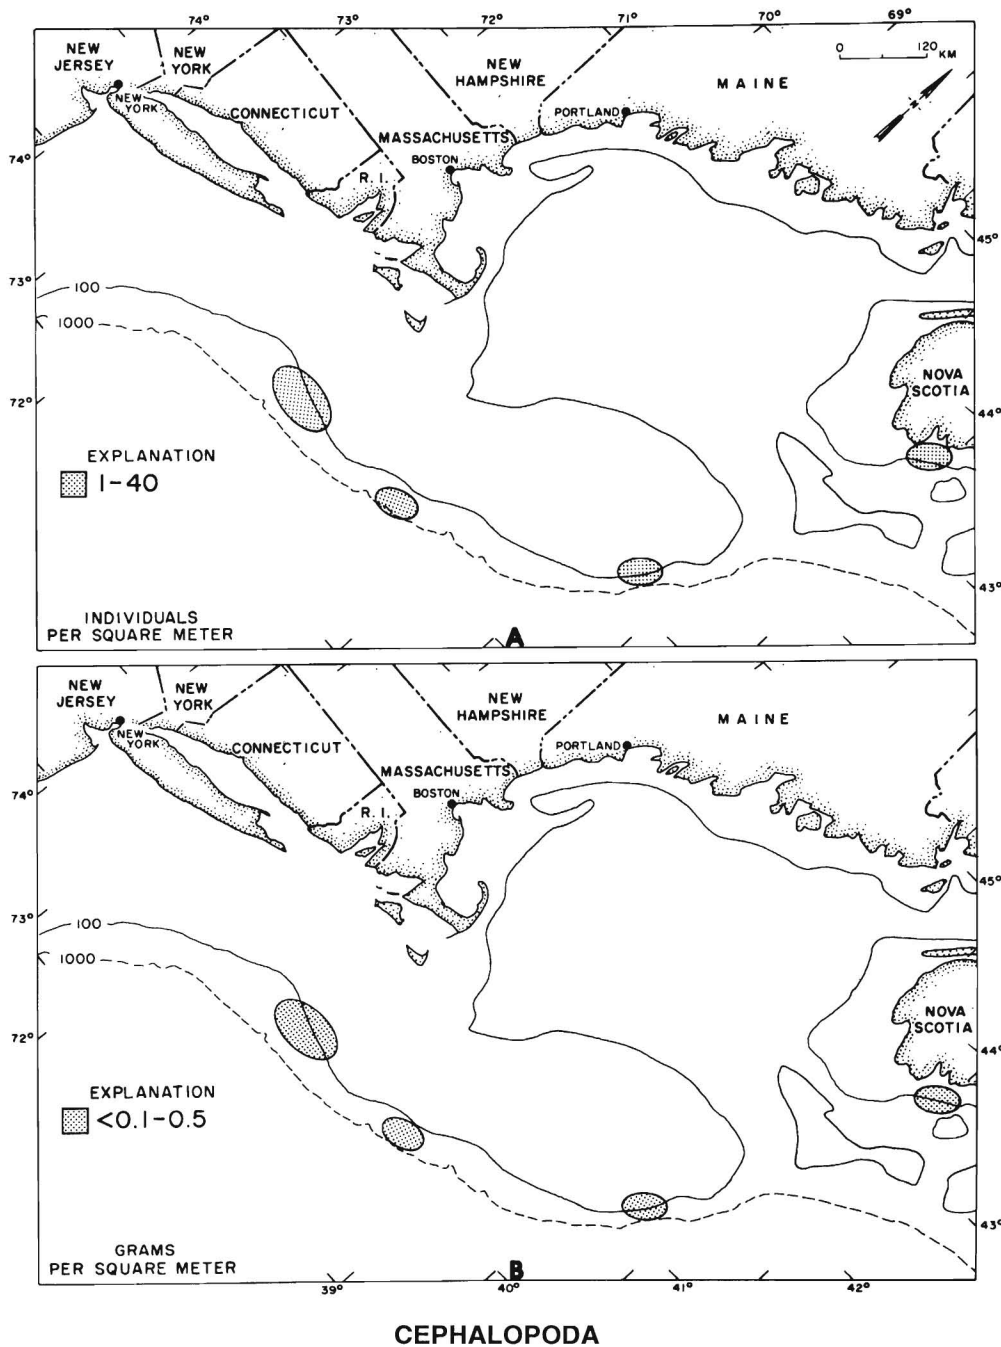 74° 73° 72° 71° 70° 69°
NEW JERSEY
NEW YORK
NEW YORK
CONNECTICUT
NEW HAMPSHIRE
MASSACHUSETTS
BOSTON
R. I.
PORTLAND
MAINE
0 120 KM
74°
73°
72°
45°
44°
43°
100
1000
NOVA SCOTIA
EXPLANATION
1-40
INDIVIDUALS
PER SQUARE METER
A
NEW JERSEY
NEW YORK
NEW YORK
CONNECTICUT
NEW HAMPSHIRE
MASSACHUSETTS
BOSTON
R. I.
PORTLAND
MAINE
74°
73°
72°
45°
44°
43°
100
1000
NOVA SCOTIA
EXPLANATION
<0.1-0.5
GRAMS
PER SQUARE METER
B
39° 40° 41° 42°
CEPHALOPODA